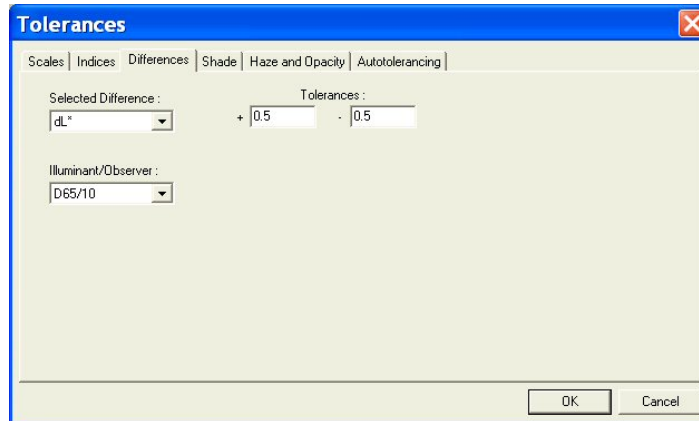 Tolerances
Scales Indices Differences Shade Haze and Opacity Autotolerancing
Selected Difference : Tolerances :
dL* + 0.5 - 0.5
Illuminant/Observer :
D65/10
OK Cancel